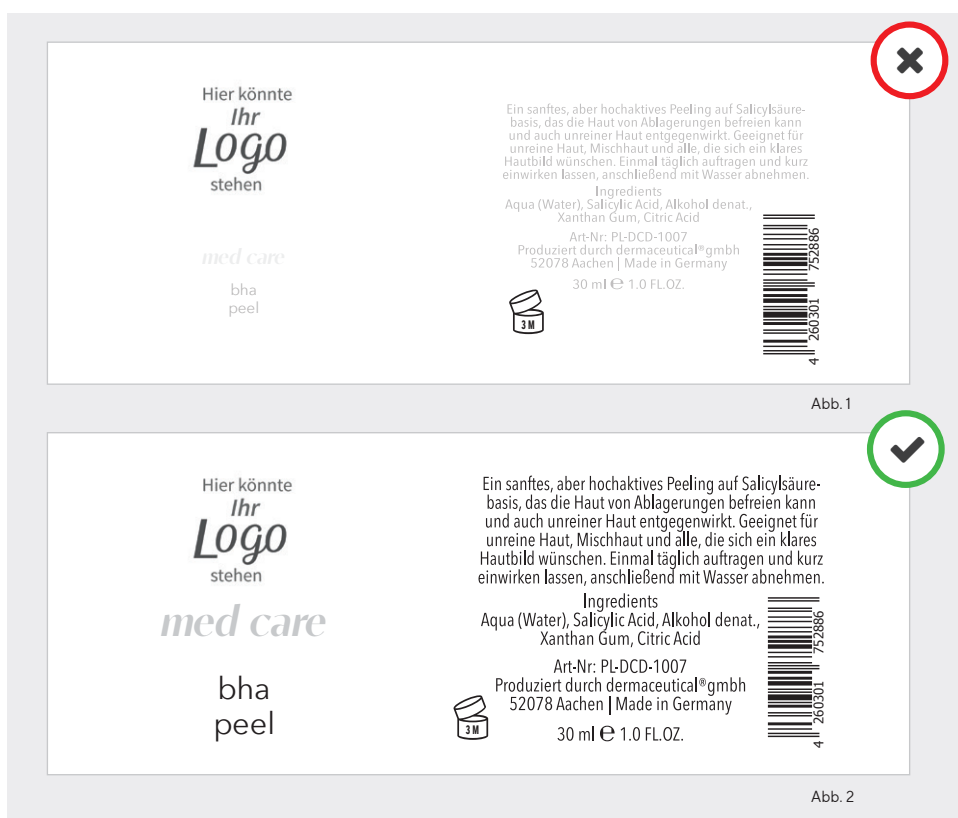 Hier könnte
Ihr
Logo
stehen
med care
bha
peel
Ein sanftes, aber hochaktives Peeling auf Salicylsäure-
basis, das die Haut von Ablagerungen befreien kann
und auch unreiner Haut entgegenwirkt. Geeignet für
unreine Haut, Mischhaut und alle, die sich ein klares
Hautbild wünschen. Einmal täglich auftragen und kurz
einwirken lassen, anschließend mit Wasser abnehmen.
Ingredients
Aqua (Water), Salicylic Acid, Alkohol denat.,
Xanthan Gum, Citric Acid
Art-Nr: PL-DCD-1007
Produziert durch dermaceutical®gmbh
52078 Aachen | Made in Germany
30 ml ℮ 1.0 FL.OZ.
3 M
4 260301 752886
Abb. 1
Hier könnte
Ihr
Logo
stehen
med care
bha
peel
Ein sanftes, aber hochaktives Peeling auf Salicylsäure-
basis, das die Haut von Ablagerungen befreien kann
und auch unreiner Haut entgegenwirkt. Geeignet für
unreine Haut, Mischhaut und alle, die sich ein klares
Hautbild wünschen. Einmal täglich auftragen und kurz
einwirken lassen, anschließend mit Wasser abnehmen.
Ingredients
Aqua (Water), Salicylic Acid, Alkohol denat.,
Xanthan Gum, Citric Acid
Art-Nr: PL-DCD-1007
Produziert durch dermaceutical®gmbh
52078 Aachen | Made in Germany
30 ml ℮ 1.0 FL.OZ.
3 M
4 260301 752886
Abb. 2